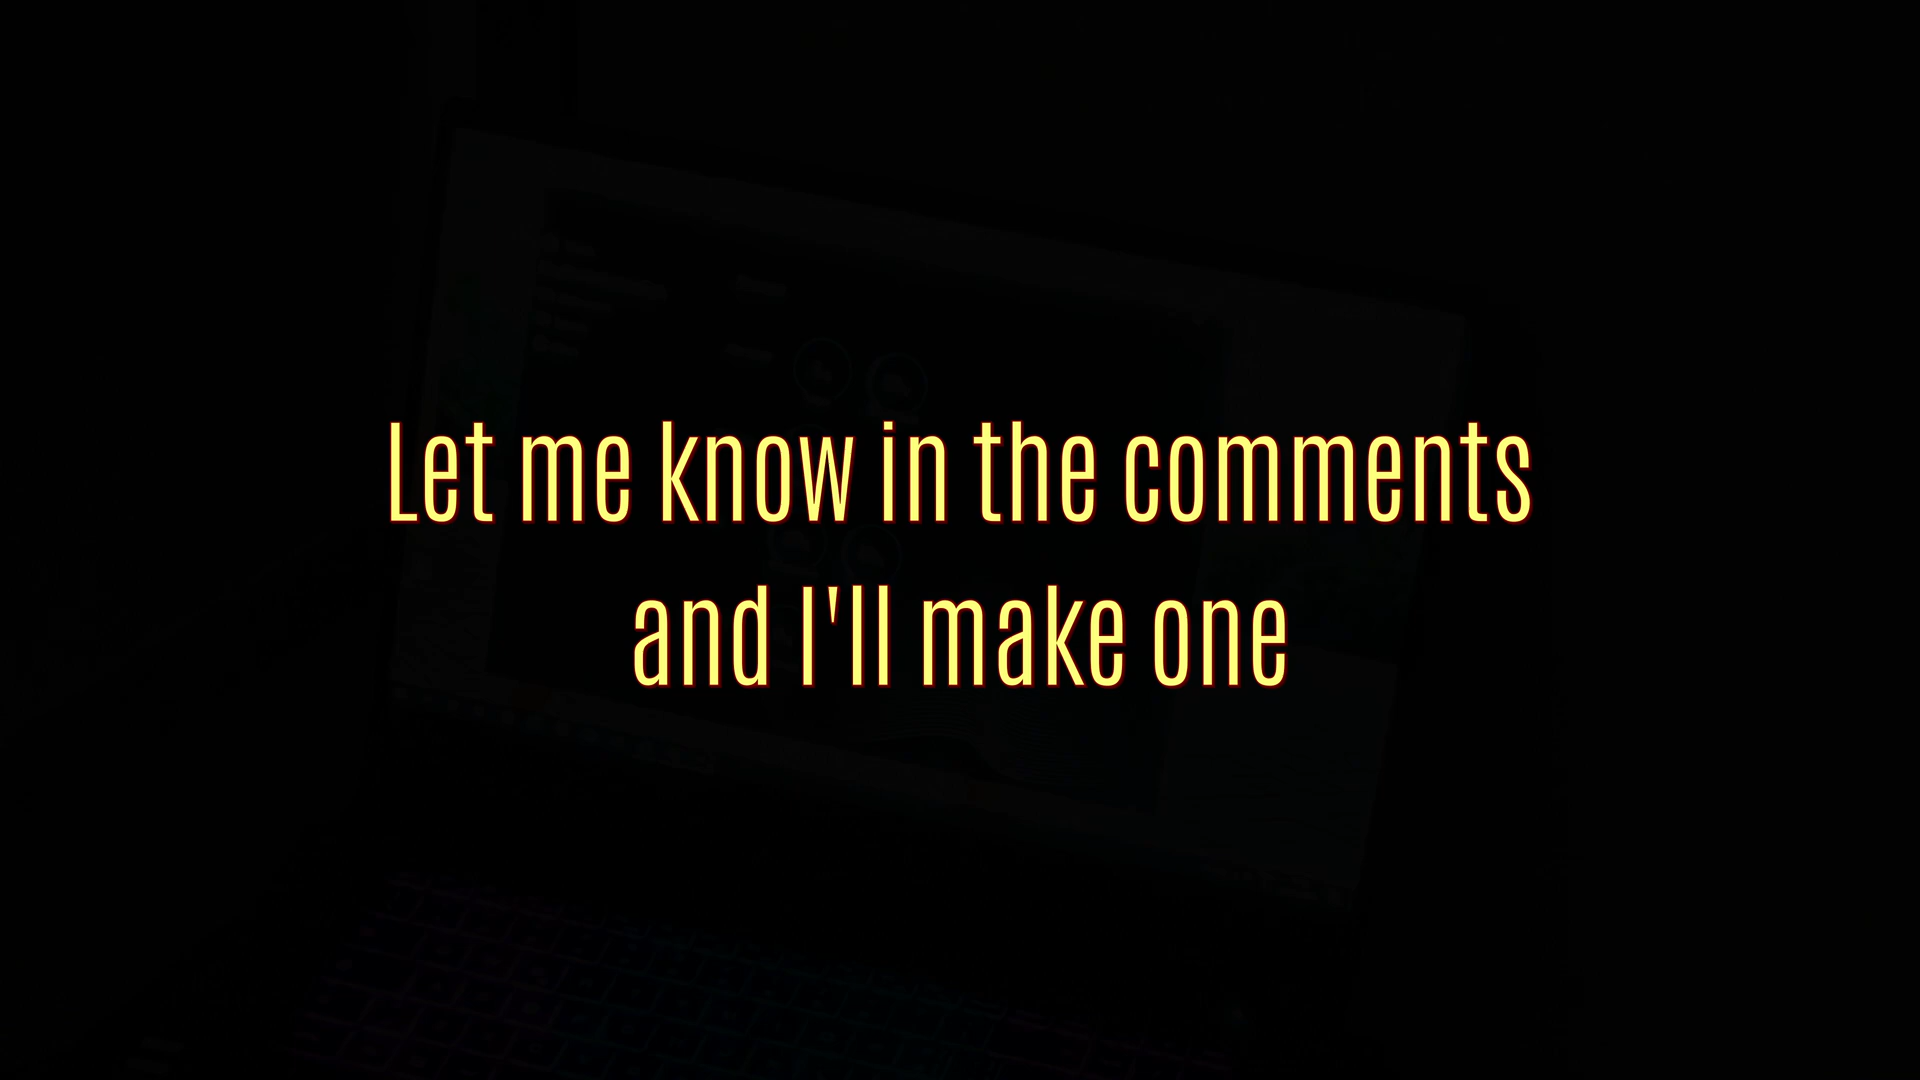 Let me know in the comments
and I'll make one